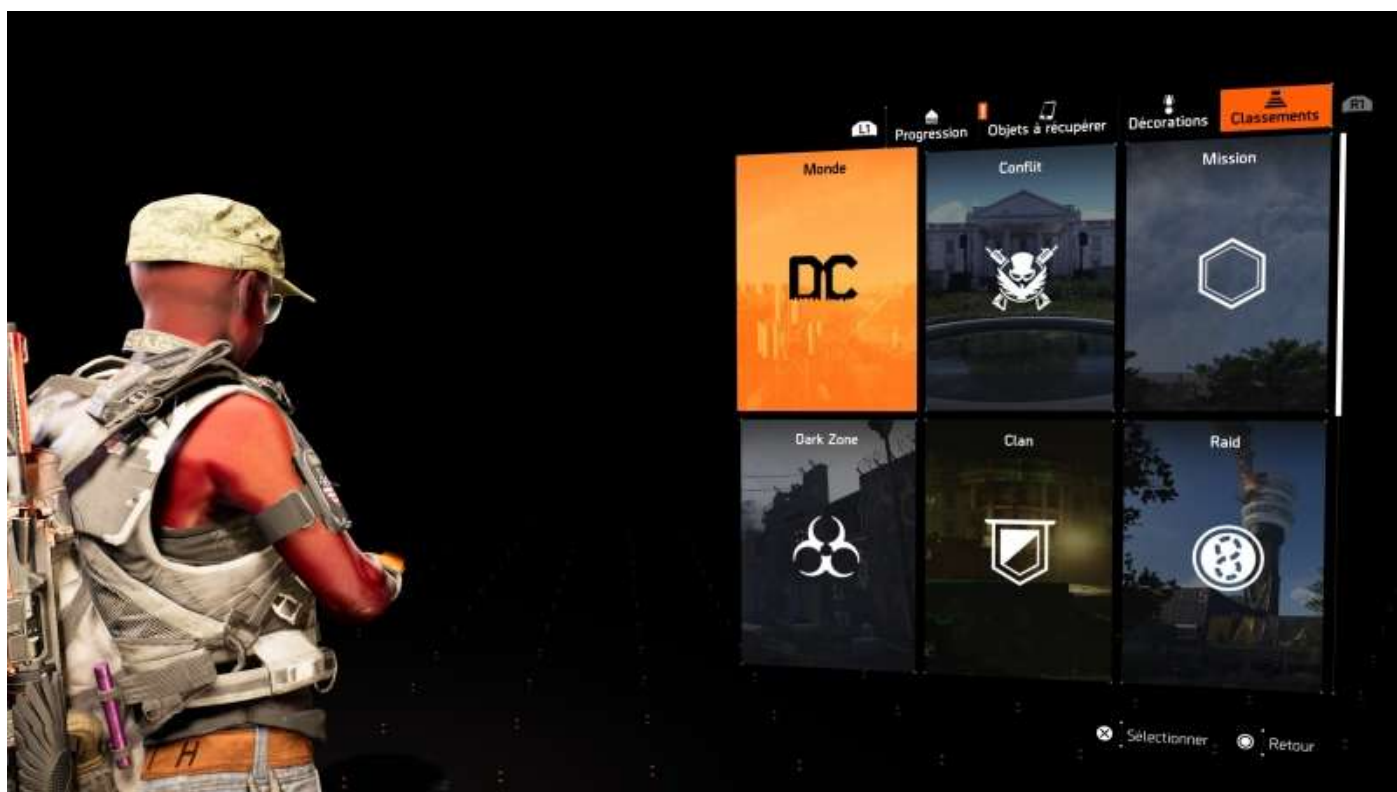 L1
Progression
Objets à récupérer
Décorations
Classements
R1
Monde
Conflit
Mission
DC
Dark Zone
Clan
Raid
Sélectionner
Retour